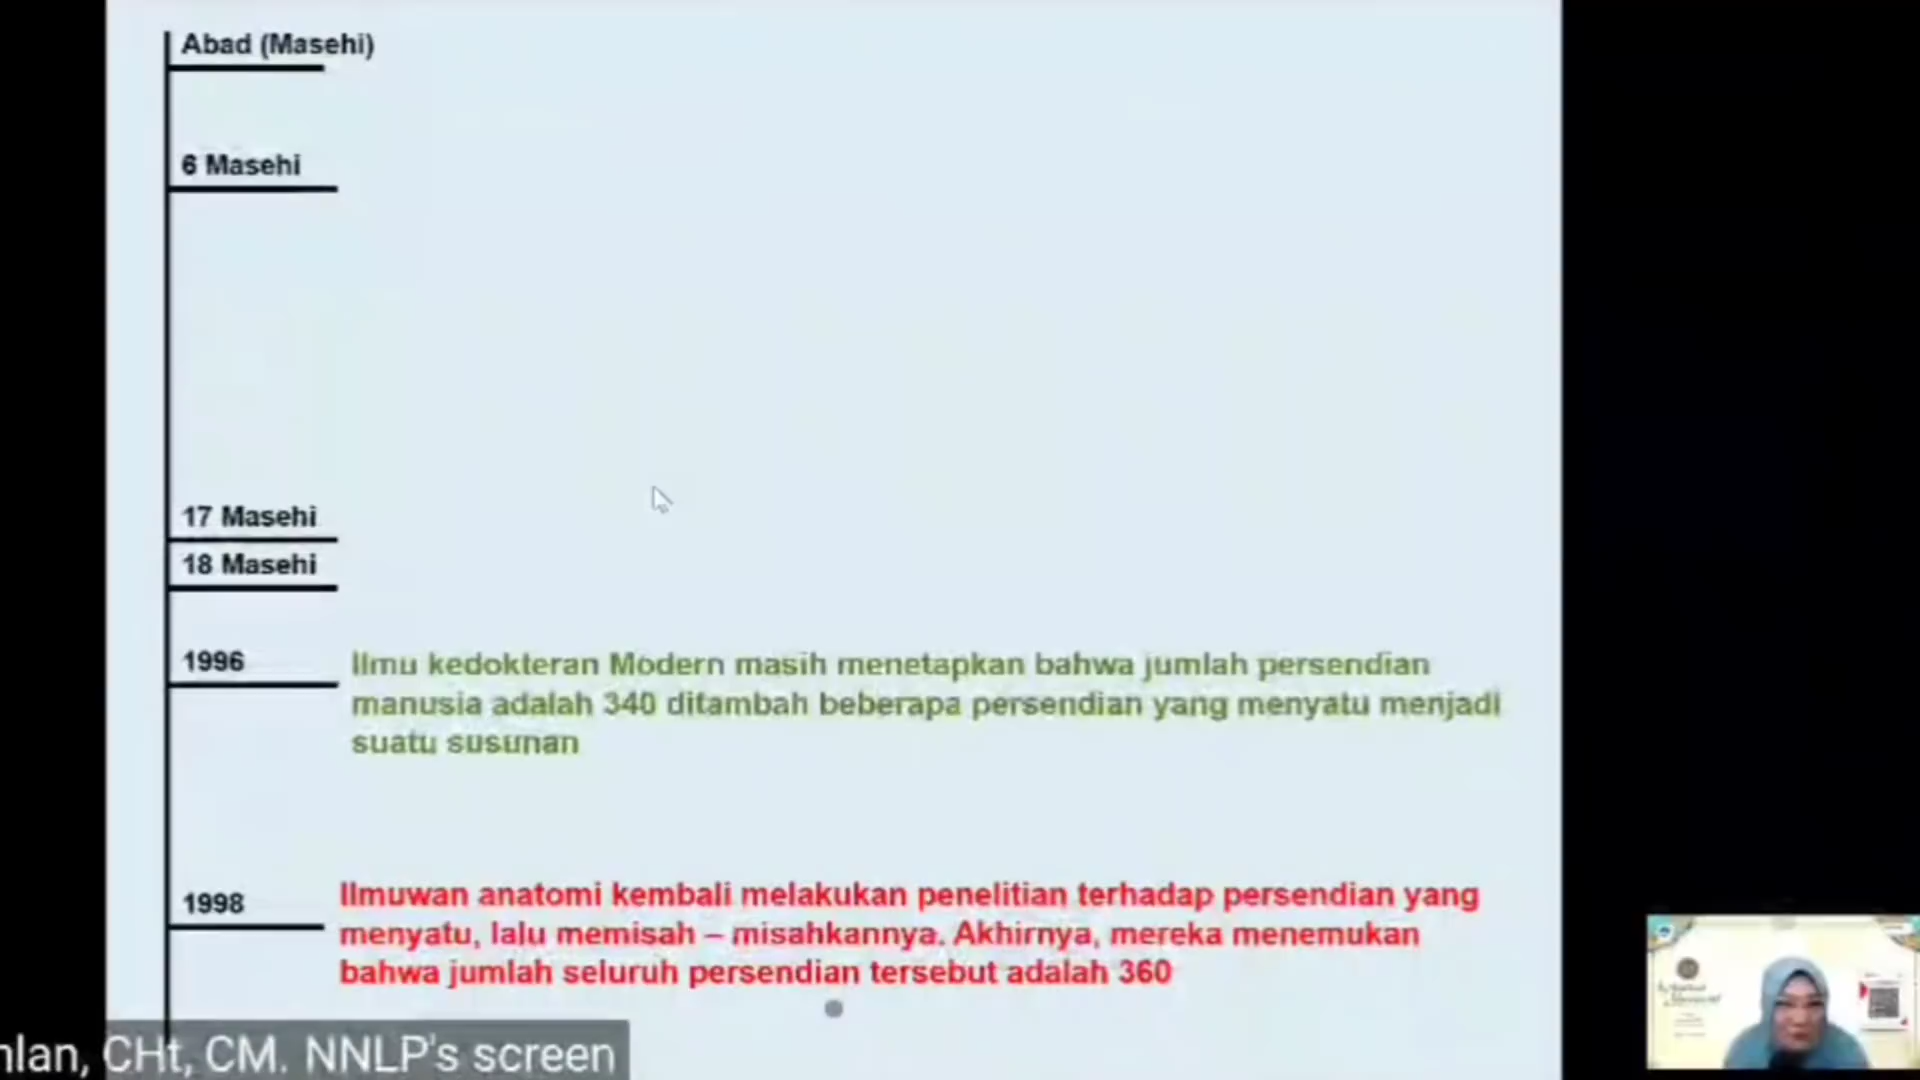 Abad (Masehi)
6 Masehi
17 Masehi
18 Masehi
1996
Ilmu kedokteran Modern masih menetapkan bahwa jumlah persendian
manusia adalah 340 ditambah beberapa persendian yang menyatu menjadi
suatu susunan
1998
Ilmuwan anatomi kembali melakukan penelitian terhadap persendian yang
menyatu, lalu memisah – misahkannya. Akhirnya, mereka menemukan
bahwa jumlah seluruh persendian tersebut adalah 360
CHt, CM. NNLP's screen